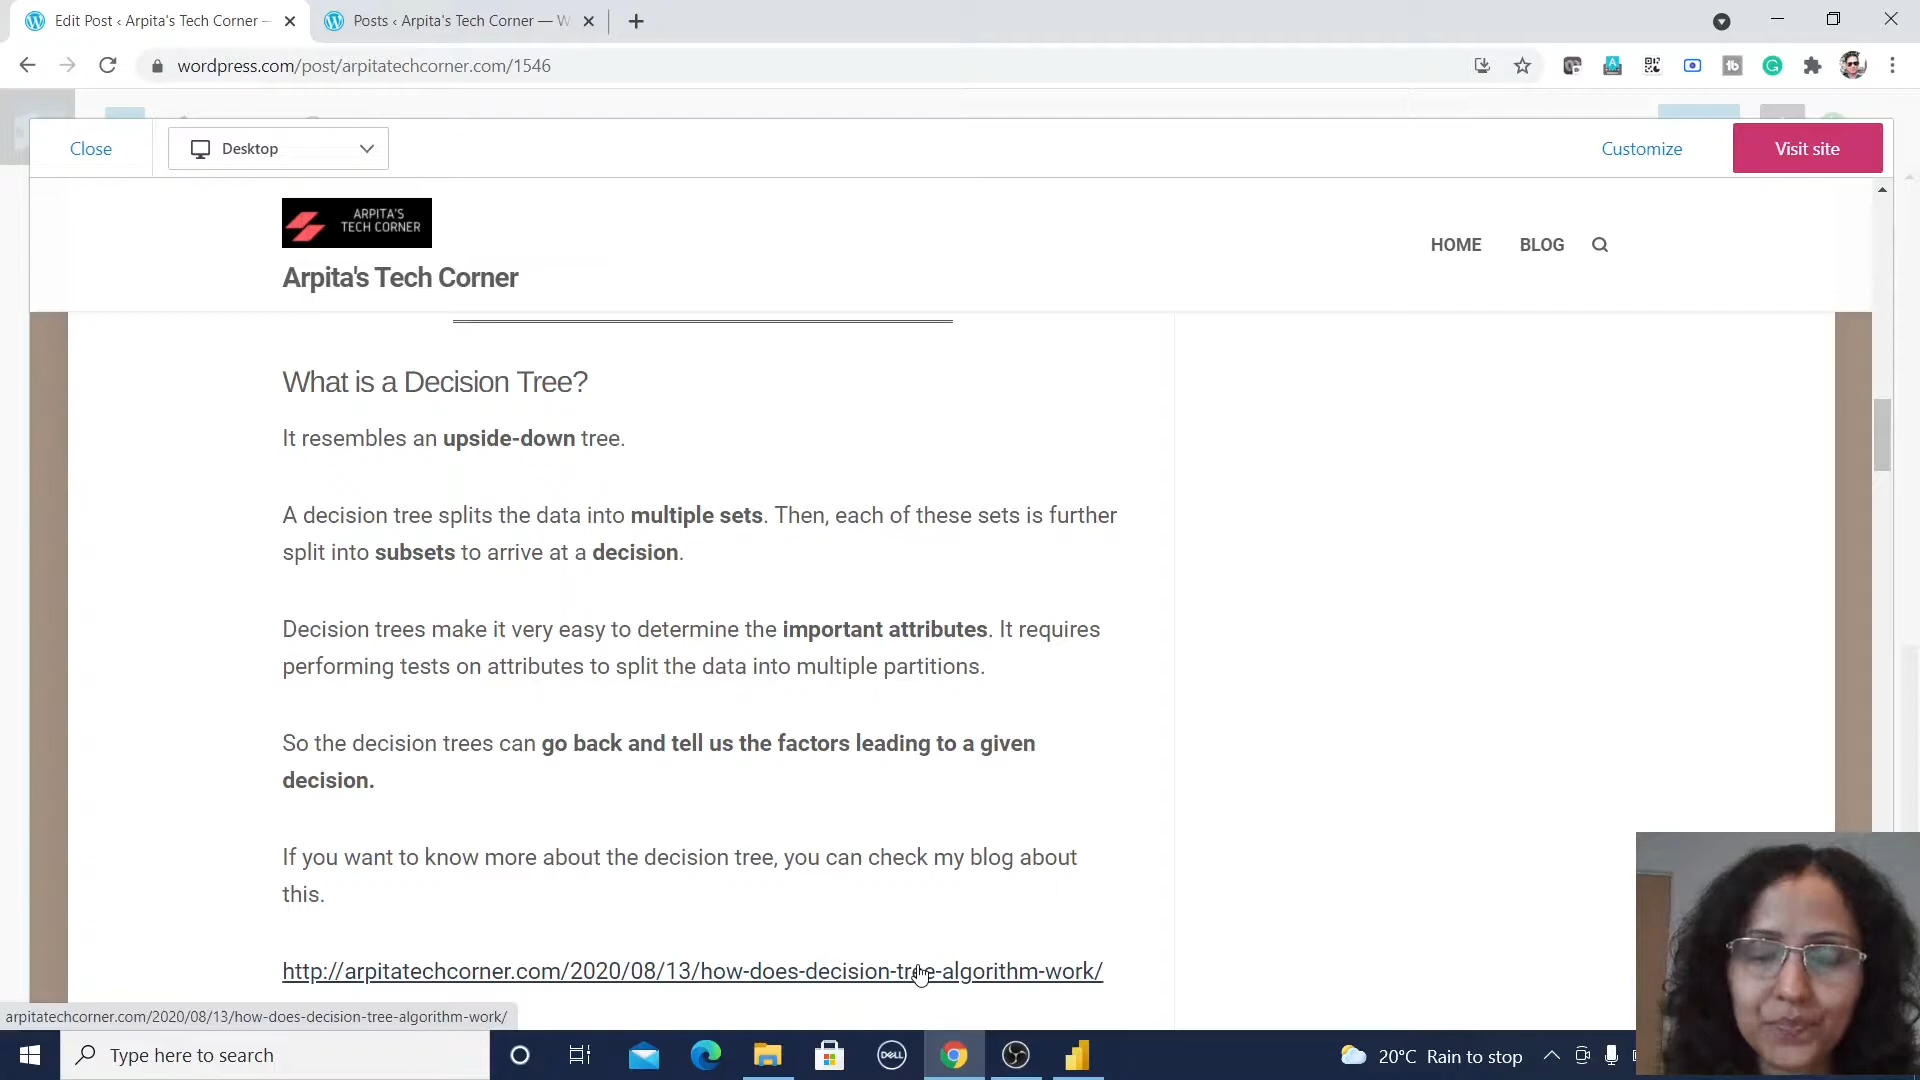 Edit Post ‹ Arpita's Tech Corner —
Posts ‹ Arpita's Tech Corner — W
wordpress.com/post/arpitatechcorner.com/1546
Close
Desktop
Customize
Visit site
ARPITA'S
TECH CORNER
Arpita's Tech Corner
HOME
BLOG
What is a Decision Tree?
It resembles an upside-down tree.
A decision tree splits the data into multiple sets. Then, each of these sets is further
split into subsets to arrive at a decision.
Decision trees make it very easy to determine the important attributes. It requires
performing tests on attributes to split the data into multiple partitions.
So the decision trees can go back and tell us the factors leading to a given
decision.
If you want to know more about the decision tree, you can check my blog about
this.
http://arpitatechcorner.com/2020/08/13/how-does-decision-tree-algorithm-work/
arpitatechcorner.com/2020/08/13/how-does-decision-tree-algorithm-work/
Type here to search
DELL
20°C Rain to stop